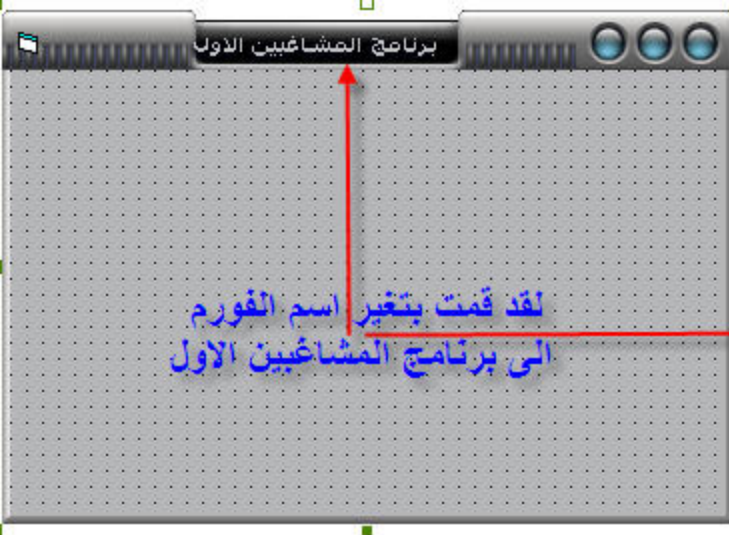 برنامج المشاغبين الاول
لقد قمت بتغير اسم الفورم
الى برنامج المشاغبين الاول